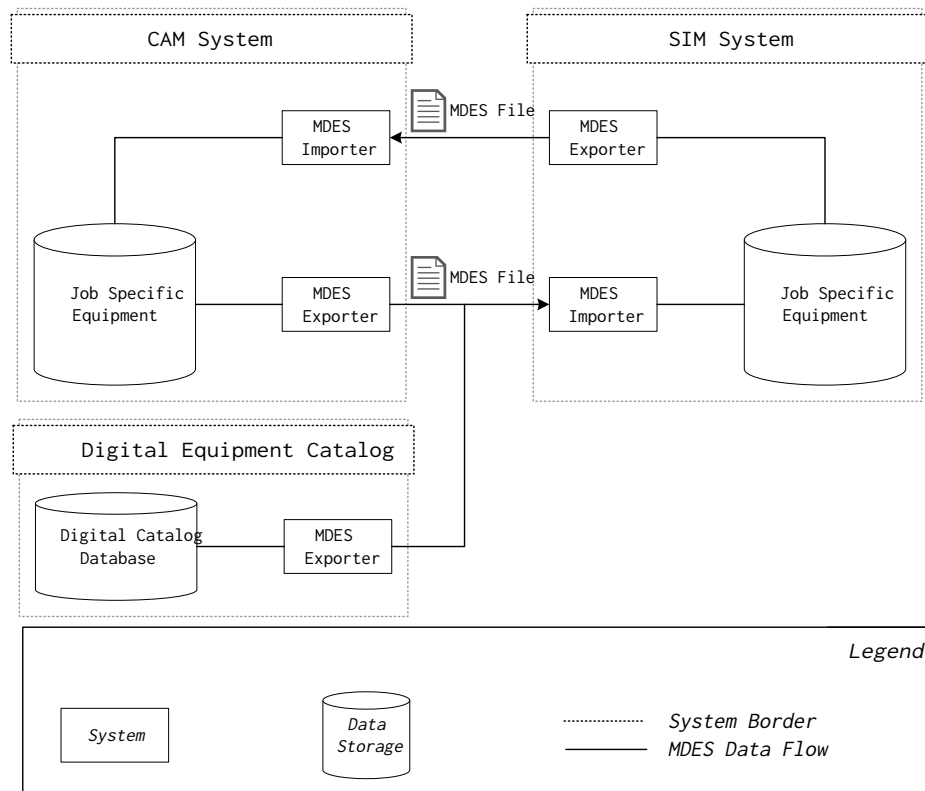 CAM System
SIM System
MDES File
MDES
Importer
MDES
Exporter
Job Specific
Equipment
MDES
Exporter
MDES File
MDES
Importer
Job Specific
Equipment
Digital Equipment Catalog
Digital Catalog
Database
MDES
Exporter
Legend
System
Data
Storage
System Border
MDES Data Flow